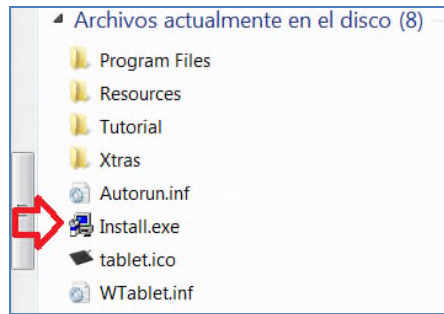 Archivos actualmente en el disco (8)
Program Files
Resources
Tutorial
Xtras
Autorun.inf
Install.exe
tablet.ico
WTablet.inf